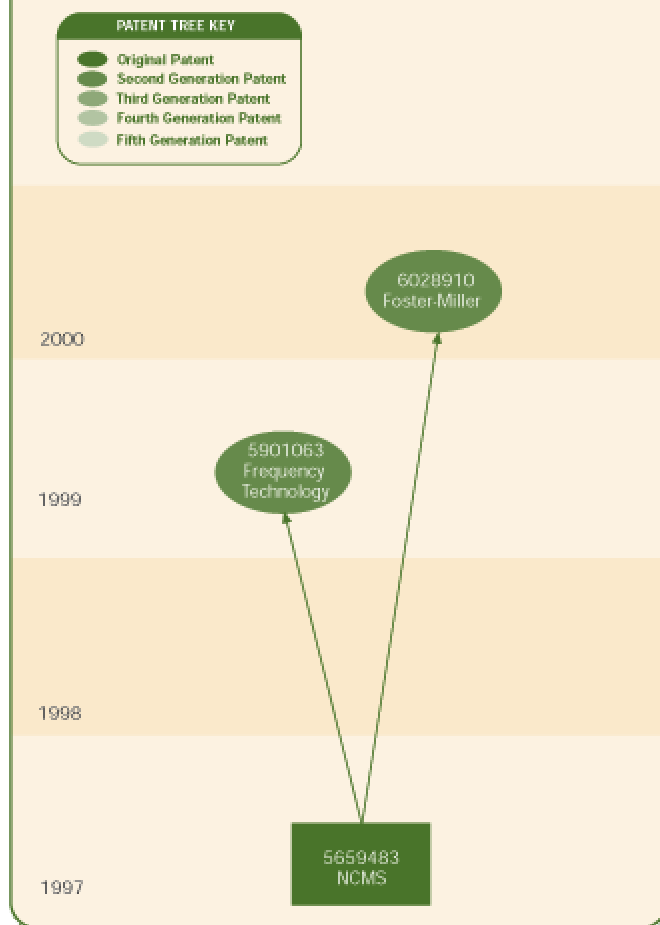 PATENT TREE KEY
Original Patent
Second Generation Patent
Third Generation Patent
Fourth Generation Patent
Fifth Generation Patent
6028910
Foster-Miller
2000
5901063
Frequency
Technology
1999
1998
5659483
NCMS
1997